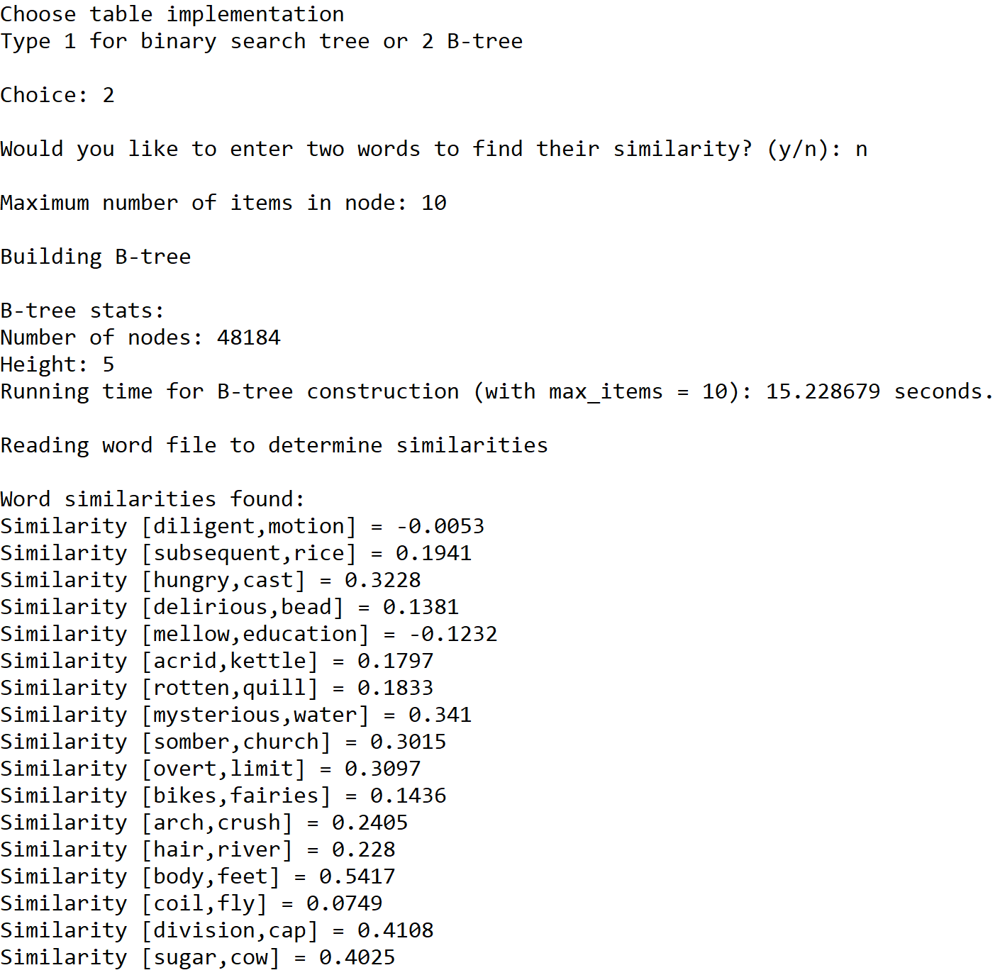 Choose table implementation
Type 1 for binary search tree or 2 B-tree
Choice: 2
Would you like to enter two words to find their similarity? (y/n): n
Maximum number of items in node: 10
Building B-tree
B-tree stats:
Number of nodes: 48184
Height: 5
Running time for B-tree construction (with max_items = 10): 15.228679 seconds.
Reading word file to determine similarities
Word similarities found:
Similarity [diligent,motion] = -0.0053
Similarity [subsequent,rice] = 0.1941
Similarity [hungry,cast] = 0.3228
Similarity [delirious,bead] = 0.1381
Similarity [mellow,education] = -0.1232
Similarity [acrid,kettle] = 0.1797
Similarity [rotten,quill] = 0.1833
Similarity [mysterious,water] = 0.341
Similarity [somber,church] = 0.3015
Similarity [overt,limit] = 0.3097
Similarity [bikes,fairies] = 0.1436
Similarity [arch,crush] = 0.2405
Similarity [hair,river] = 0.228
Similarity [body,feet] = 0.5417
Similarity [coil,fly] = 0.0749
Similarity [division,cap] = 0.4108
Similarity [sugar,cow] = 0.4025